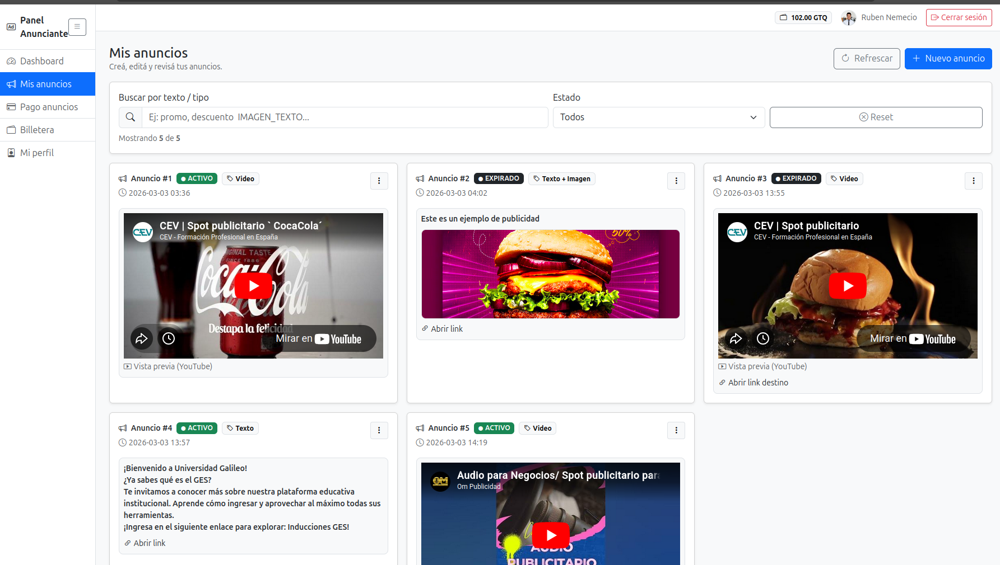 Panel
Anunciante
102.00 GTQ
Ruben Nemecio
Cerrar sesión
Dashboard
Mis anuncios
Pago anuncios
Billetera
Mi perfil
Mis anuncios
Creá, editá y revisá tus anuncios.
Refrescar
Nuevo anuncio
Buscar por texto / tipo
Estado
Ej: promo, descuento IMAGEN_TEXTO...
Todos
Reset
Mostrando 5 de 5
Anuncio #1 ACTIVO Video
2026-03-03 03:36
CEV
CEV | Spot publicitario ` CocaCola´
CEV - Formación Profesional en España
ORIGINAL TASTE
SINCE 1886
Coca Cola
Destapa la felicidad
Mirar en YouTube
Vista previa (YouTube)
Anuncio #2 EXPIRADO Texto + Imagen
2026-03-03 04:02
Este es un ejemplo de publicidad
50%
Abrir link
Anuncio #3 EXPIRADO Video
2026-03-03 13:55
CEV
CEV | Spot publicitario
CEV - Formación Profesional en España
Mirar en YouTube
Vista previa (YouTube)
Abrir link destino
Anuncio #4 ACTIVO Texto
2026-03-03 13:57
¡Bienvenido a Universidad Galileo!
¿Ya sabes qué es el GES?
Te invitamos a conocer más sobre nuestra plataforma educativa
institucional. Aprende cómo ingresar y aprovechar al máximo todas sus
herramientas.
¡Ingresa en el siguiente enlace para explorar: Inducciones GES!
Abrir link
Anuncio #5 ACTIVO Video
2026-03-03 14:19
OM
Audio para Negocios/ Spot publicitario para
Om Publicidad
AUDIO
PUBLICITARIO